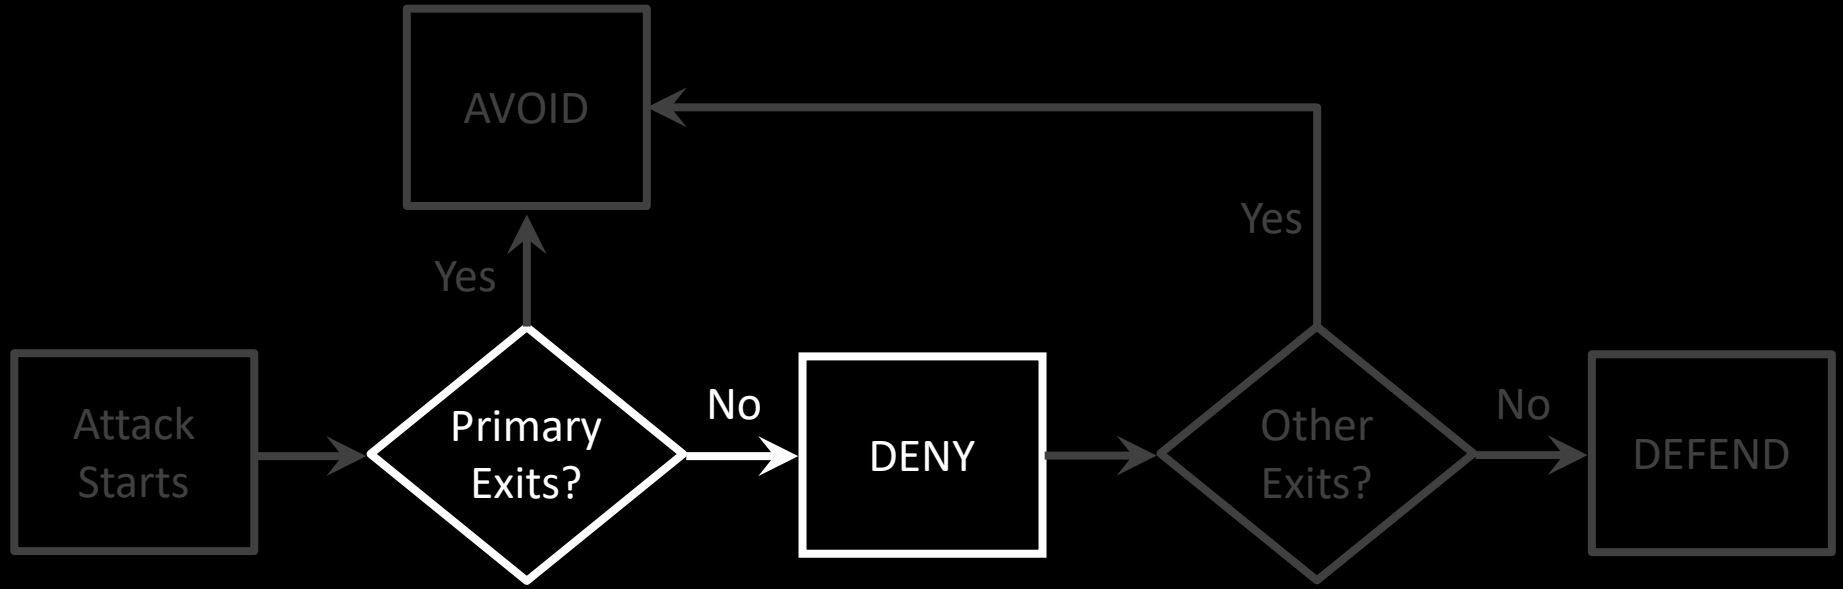 AVOID
Yes
Yes
Attack
Starts
Primary
Exits?
No
DENY
Other
Exits?
No
DEFEND